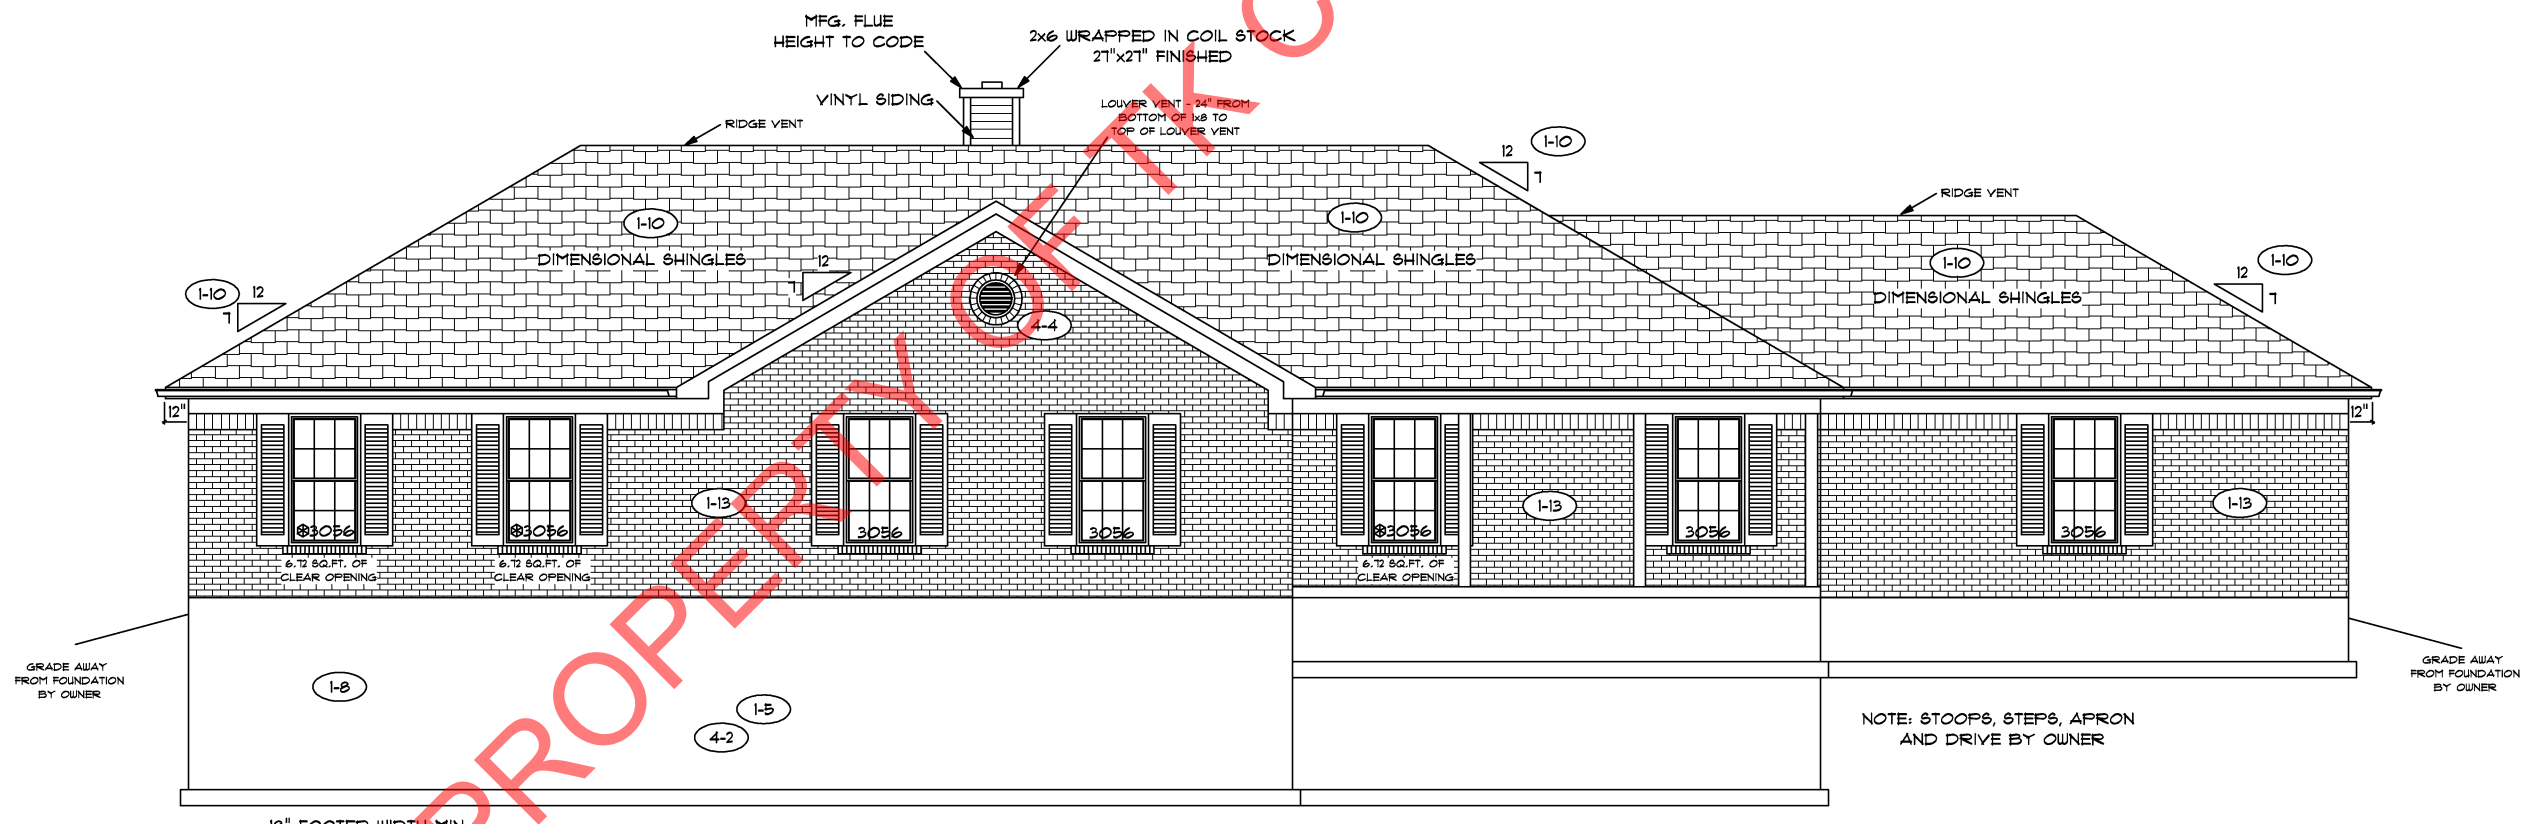 MFG. FLUE
HEIGHT TO CODE
2x6 WRAPPED IN COIL STOCK
27"x27" FINISHED
VINYL SIDING
LOUVER VENT - 24" FROM
BOTTOM OF 1x8 TO
TOP OF LOUVER VENT
RIDGE VENT
12
7
1-10
RIDGE VENT
1-10
DIMENSIONAL SHINGLES
12
7
1-10
DIMENSIONAL SHINGLES
1-10
DIMENSIONAL SHINGLES
1-10
12
7
1-10
12
7
4-4
12"
12"
1-13
1-13
1-13
3056
3056
3056
3056
3056
3056
3056
6.72 SQ.FT. OF
CLEAR OPENING
6.72 SQ.FT. OF
CLEAR OPENING
6.72 SQ.FT. OF
CLEAR OPENING
GRADE AWAY
FROM FOUNDATION
BY OWNER
GRADE AWAY
FROM FOUNDATION
BY OWNER
1-8
1-5
4-2
NOTE: STOOPS, STEPS, APRON
AND DRIVE BY OWNER
FOOTER WIDTH MIN
PROPERTY OF TK